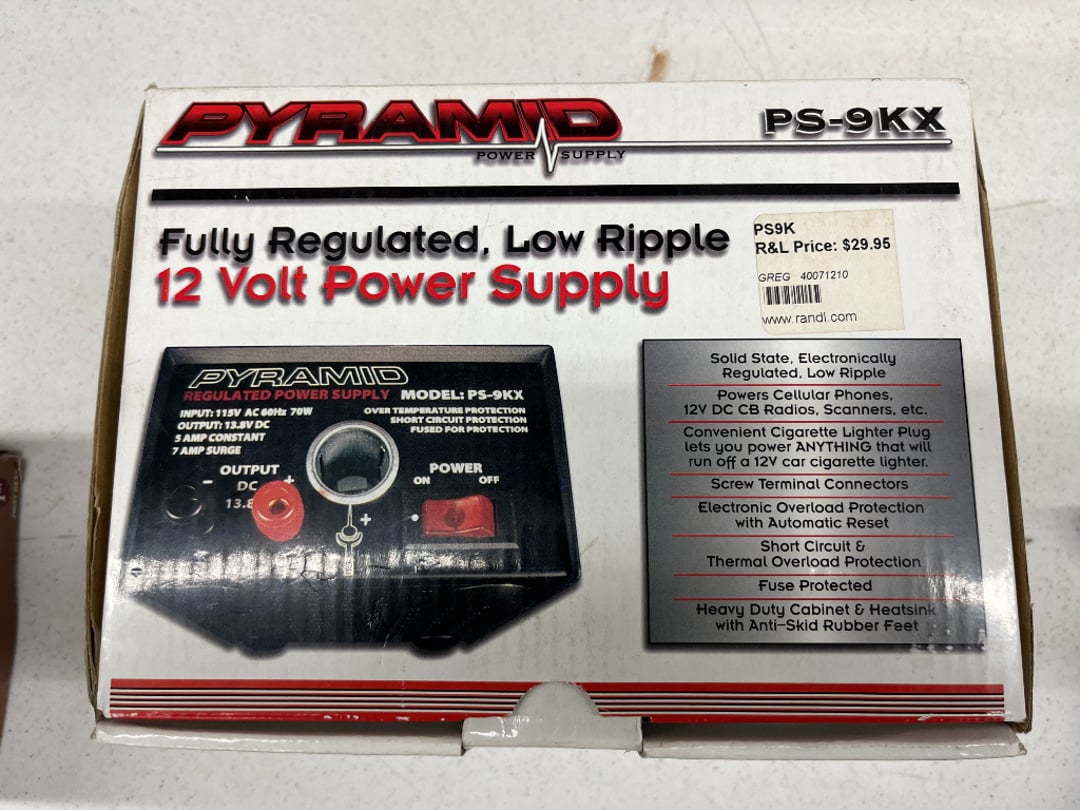 PYRAMID
POWER SUPPLY
PS-9KX
Fully Regulated, Low Ripple
12 Volt Power Supply
PS9K
R&L Price: $29.95
GREG 40071210
www.randl.com
PYRAMID
REGULATED POWER SUPPLY MODEL: PS-9KX
INPUT: 115V AC 60Hz 70W
OUTPUT: 13.8V DC
5 AMP CONSTANT
7 AMP SURGE
OVER TEMPERATURE PROTECTION
SHORT CIRCUIT PROTECTION
FUSED FOR PROTECTION
OUTPUT
- DC +
13.8
+
POWER
ON OFF
Solid State, Electronically
Regulated, Low Ripple
Powers Cellular Phones,
12V DC CB Radios, Scanners, etc.
Convenient Cigarette Lighter Plug
lets you power ANYTHING that will
run off a 12V car cigarette lighter.
Screw Terminal Connectors
Electronic Overload Protection
with Automatic Reset
Short Circuit &
Thermal Overload Protection
Fuse Protected
Heavy Duty Cabinet & Heatsink
with Anti-Skid Rubber Feet